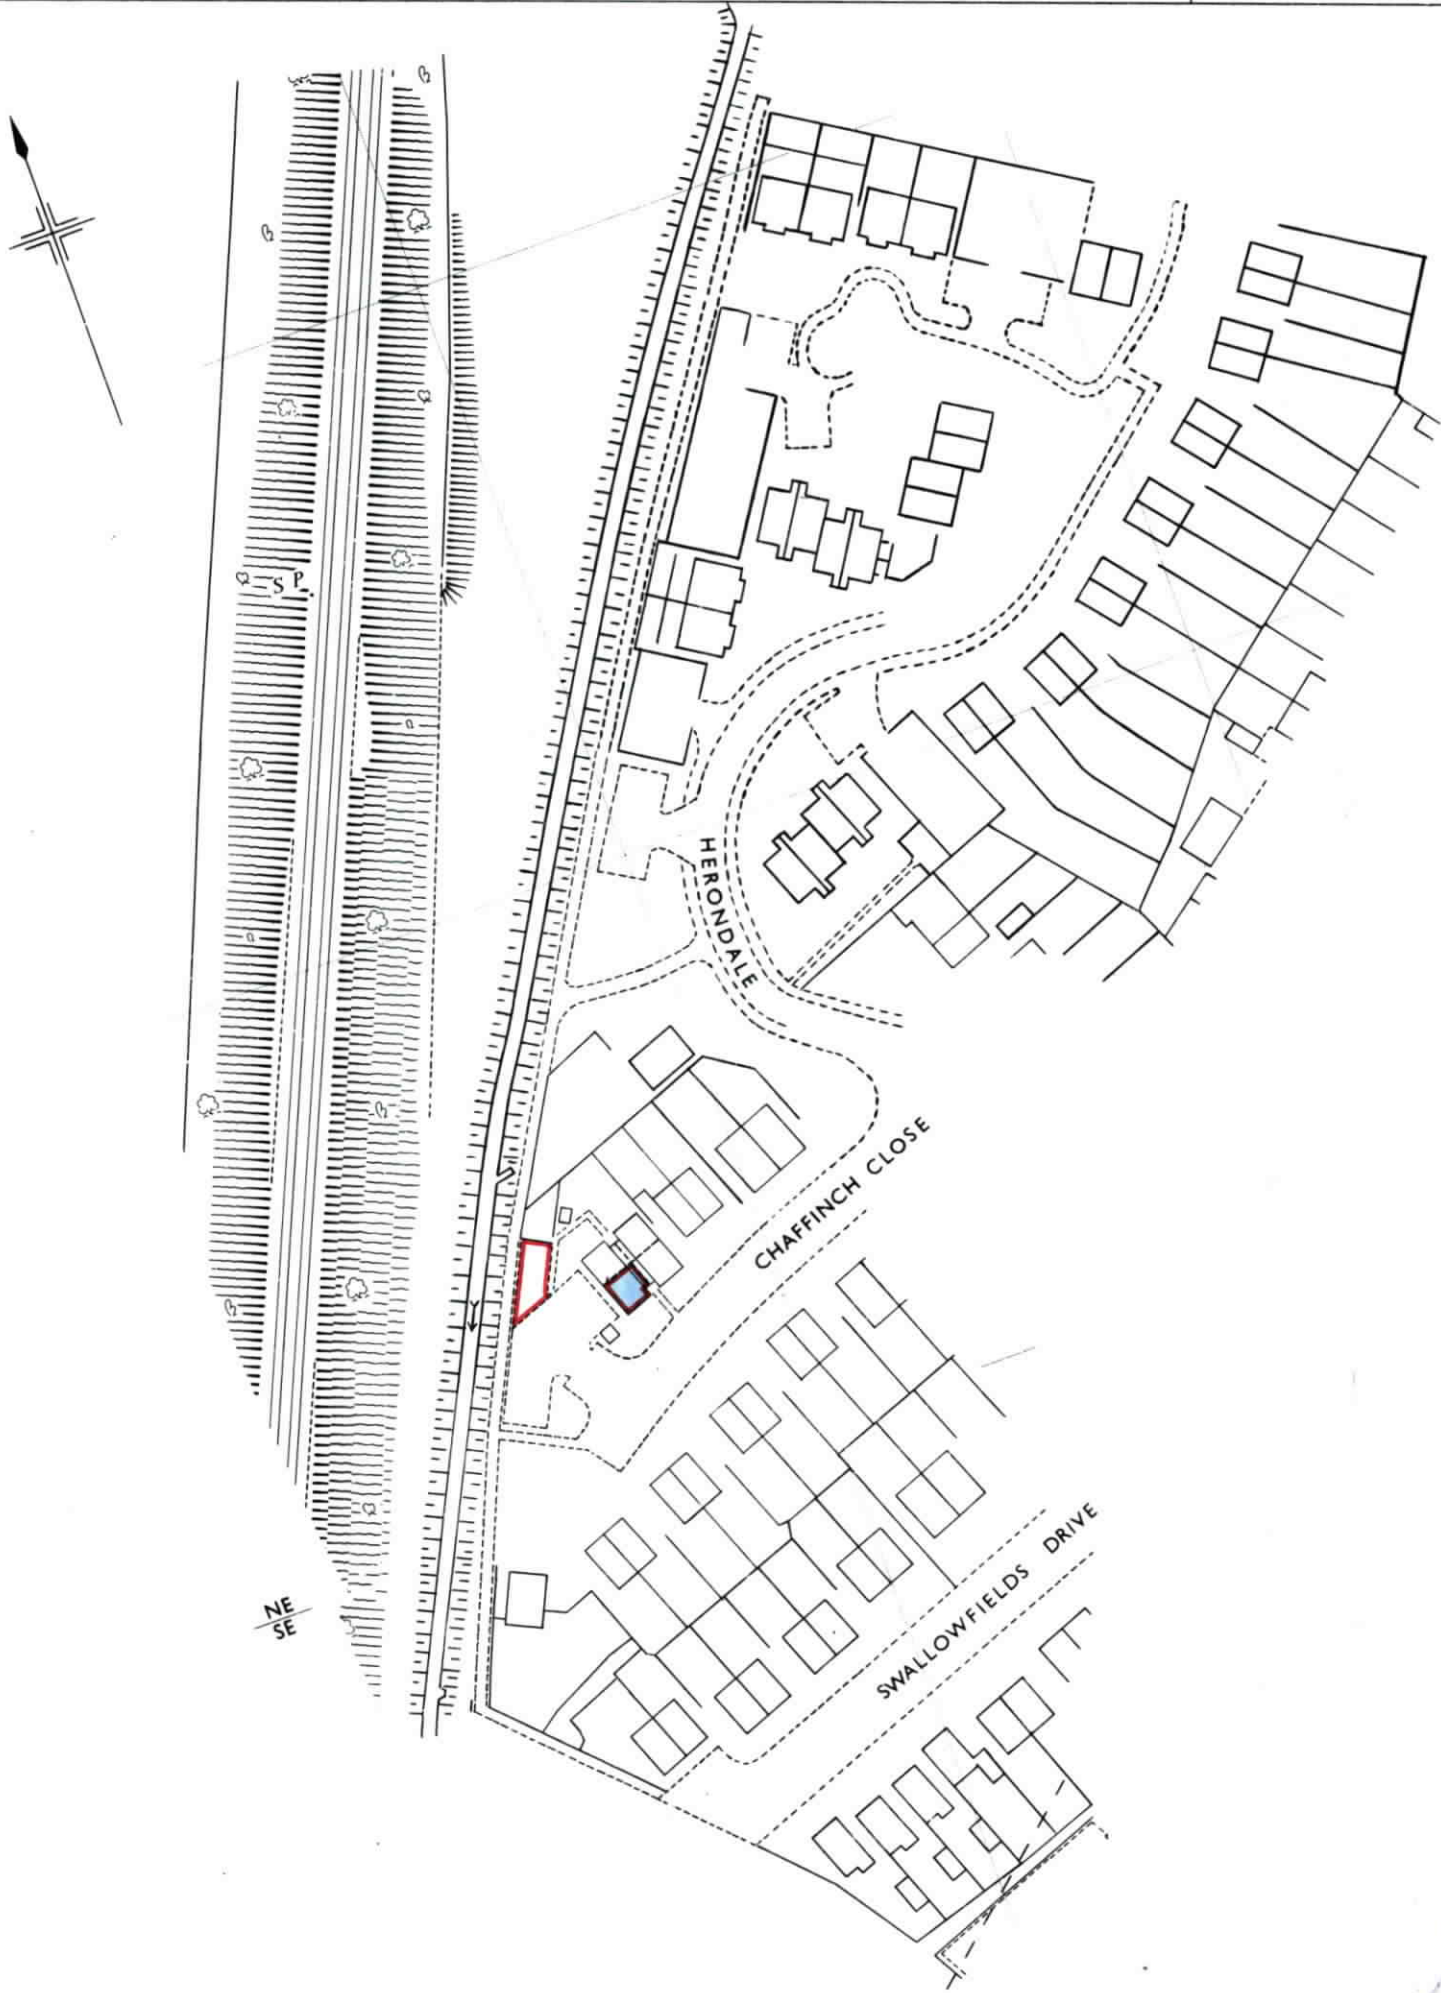 S P.
HERONDALE
CHAFFINCH CLOSE
SWALLOWFIELDS DRIVE
NE
SE